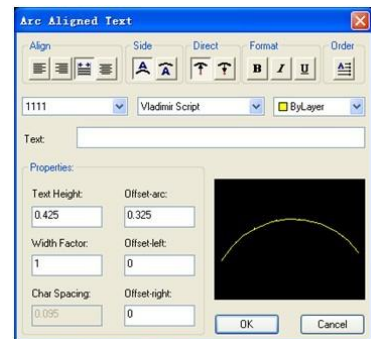 Arc Aligned Text
Align Side Direct Format Order
A A B I U A
1111 Vladimir Script ByLayer
Text:
Properties:
Text Height: Offset-arc:
0.425 0.325
Width Factor: Offset-left:
1 0
Char Spacing: Offset-right:
0.095 0
OK Cancel